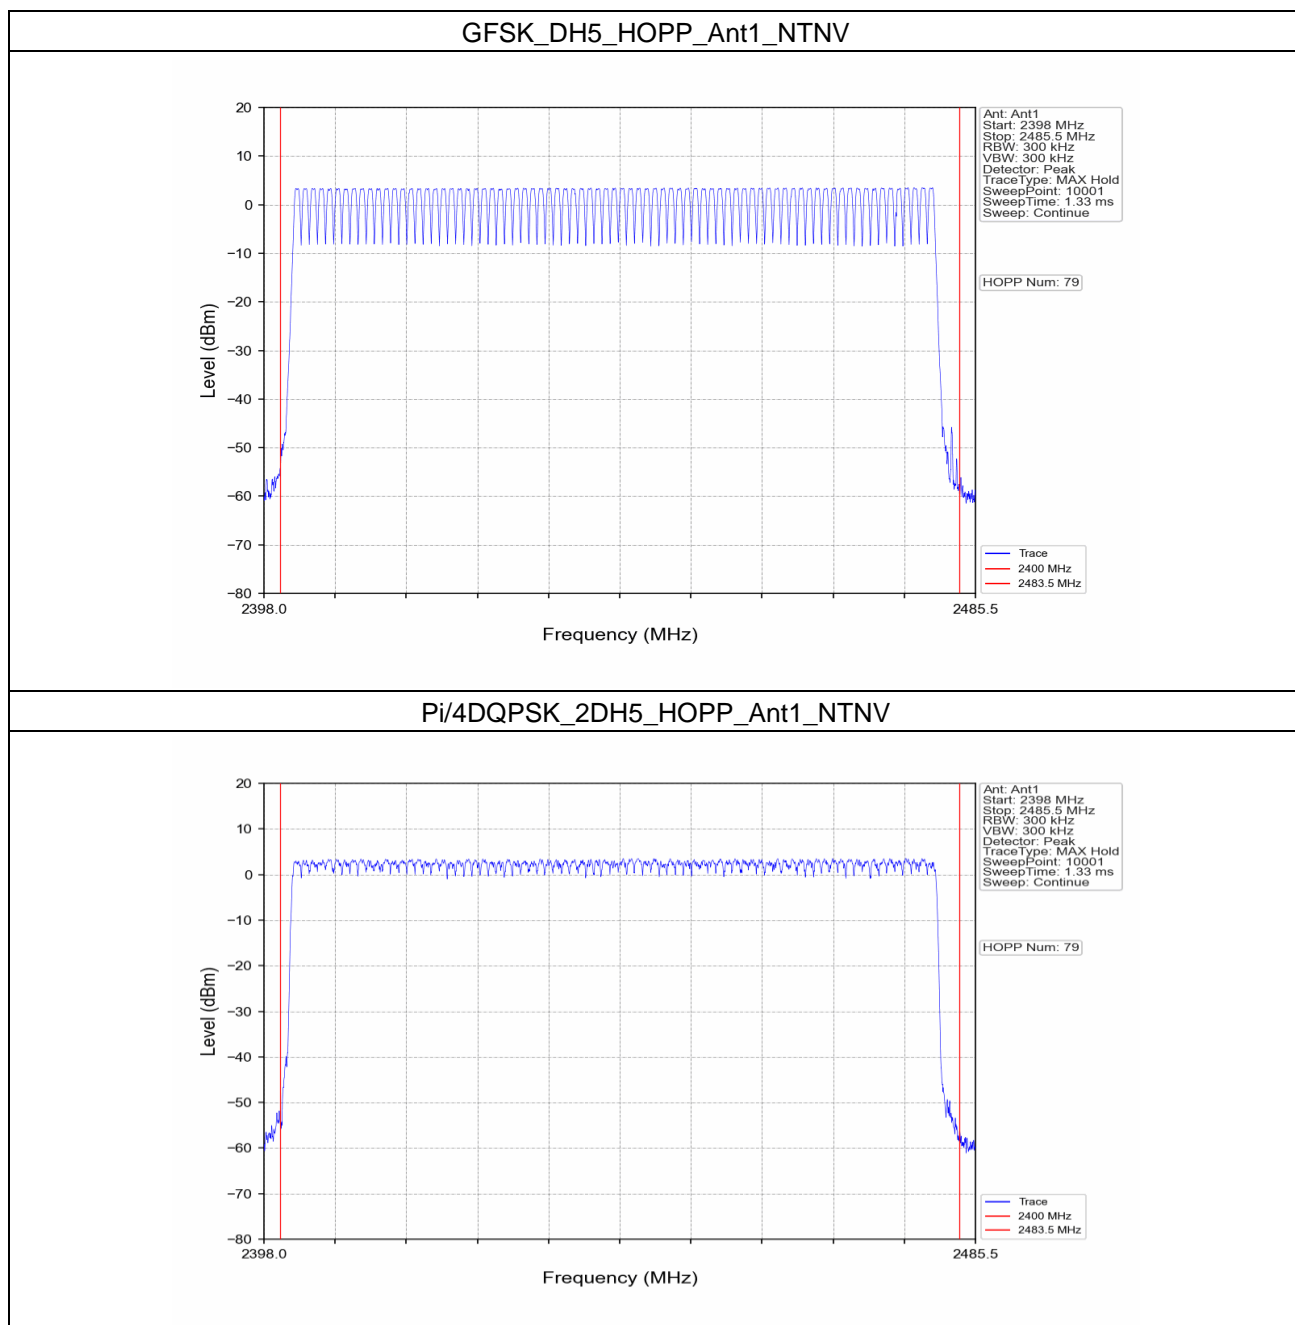 GFSK_DH5_HOPP_Ant1_NTNV
20
10
0
−10
−20
−30
−40
−50
−60
−70
−80
Level (dBm)
2398.0
2485.5
Frequency (MHz)
Ant: Ant1
Start: 2398 MHz
Stop: 2485.5 MHz
RBW: 300 kHz
VBW: 300 kHz
Detector: Peak
TraceType: MAX Hold
SweepPoint: 10001
SweepTime: 1.33 ms
Sweep: Continue
HOPP Num: 79
Trace
2400 MHz
2483.5 MHz
Pi/4DQPSK_2DH5_HOPP_Ant1_NTNV
20
10
0
−10
−20
−30
−40
−50
−60
−70
−80
Level (dBm)
2398.0
2485.5
Frequency (MHz)
Ant: Ant1
Start: 2398 MHz
Stop: 2485.5 MHz
RBW: 300 kHz
VBW: 300 kHz
Detector: Peak
TraceType: MAX Hold
SweepPoint: 10001
SweepTime: 1.33 ms
Sweep: Continue
HOPP Num: 79
Trace
2400 MHz
2483.5 MHz